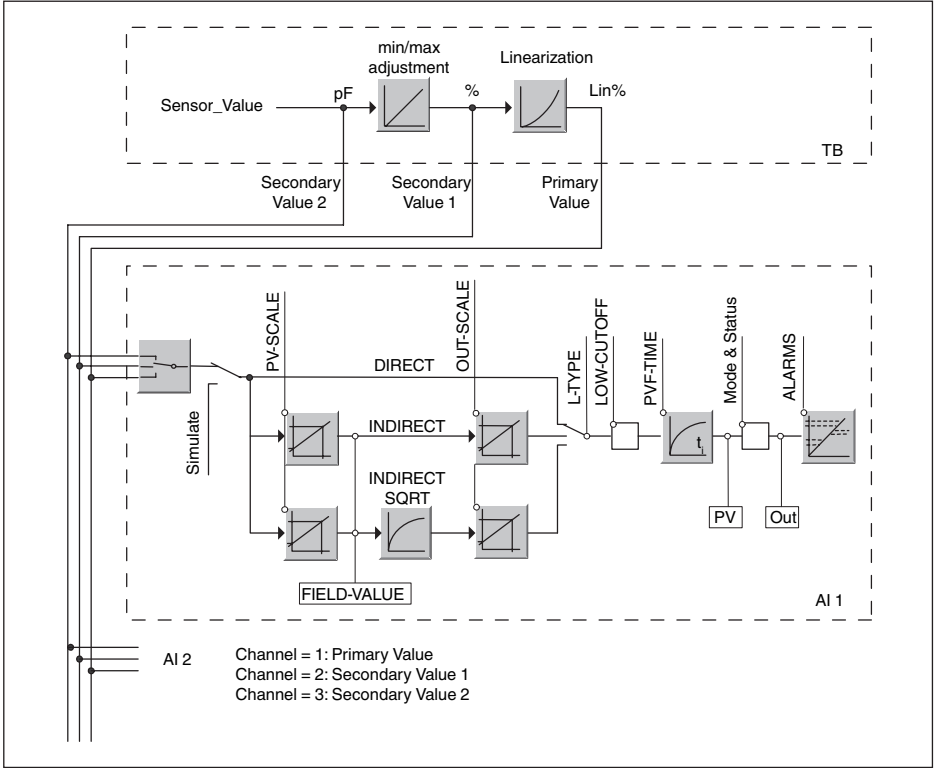 min/max
adjustment
Linearization
Sensor_Value
pF
%
Lin%
TB
Secondary
Value 2
Secondary
Value 1
Primary
Value
PV-SCALE
OUT-SCALE
L-TYPE
LOW-CUTOFF
PVF-TIME
Mode & Status
ALARMS
DIRECT
Simulate
INDIRECT
t,
INDIRECT
SQRT
PV
Out
FIELD-VALUE
AI 1
AI 2
Channel = 1: Primary Value
Channel = 2: Secondary Value 1
Channel = 3: Secondary Value 2